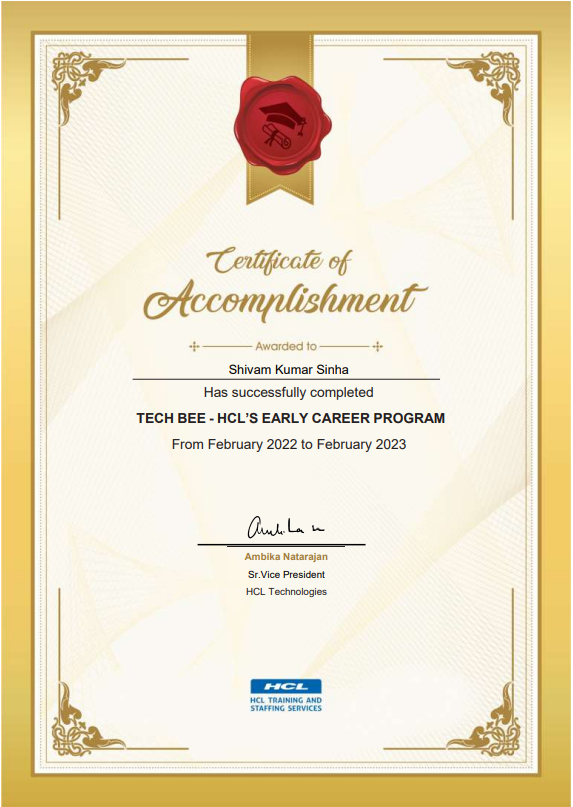 Certificate of
Accomplishment
Awarded to
Shivam Kumar Sinha
Has successfully completed
TECH BEE - HCL’S EARLY CAREER PROGRAM
From February 2022 to February 2023
Ambika Natarajan
Sr.Vice President
HCL Technologies
HCL
HCL TRAINING AND
STAFFING SERVICES